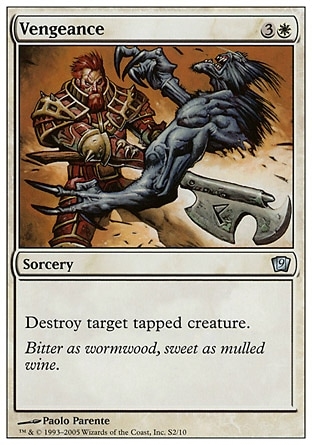 Vengeance 3
Sorcery 9
Destroy target tapped creature.
Bitter as wormwood, sweet as mulled
wine.
Paolo Parente
™ & © 1993–2005 Wizards of the Coast, Inc. S2/10